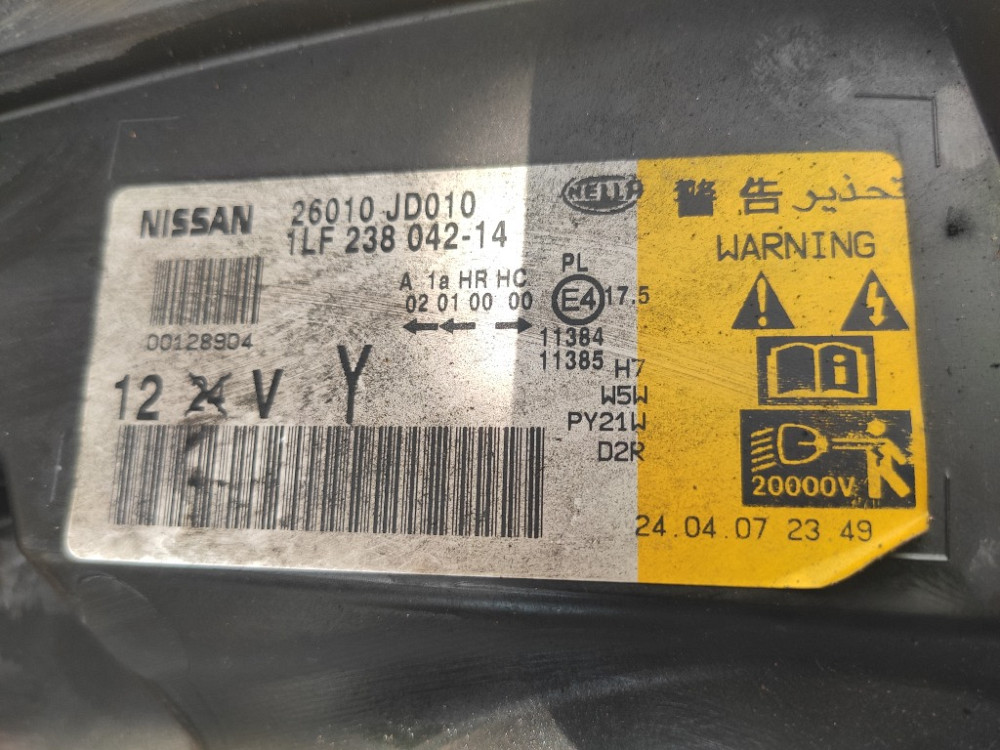 NISSAN 26010 JD010
1LF 238 042-14
HELLA 警告 تحذير
WARNING
A 1a HR HC PL
02 01 00 00 E4 17.5
00128904
11384
11385 H7
12 24 V Y W5W
PY21W
D2R
20000V
24.04.07 23 49